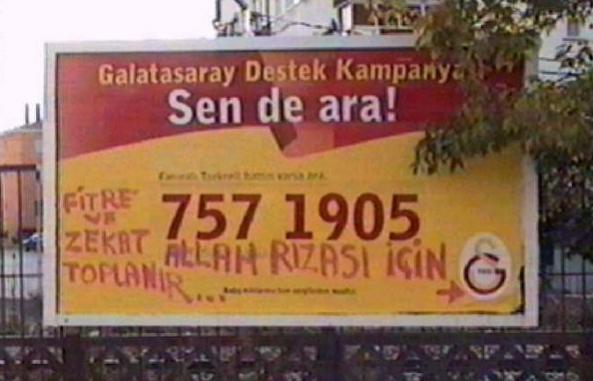 Galatasaray Destek Kampanya
Sen de ara!
757 1905
FİTRE
VE
ZEKAT
TOPLANIR...
ALLAH RIZASI İÇİN